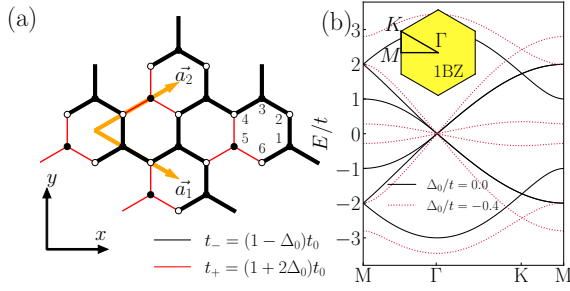 (a)
a⃗₂
a⃗₁
4 3 2
5 6 1
y
x
t₋ = (1 − Δ₀)t₀
t₊ = (1 + 2Δ₀)t₀
(b)
K
Γ
M
1BZ
E/t
3
2
1
0
−1
−2
−3
Δ₀/t = 0.0
Δ₀/t = −0.4
M Γ K M